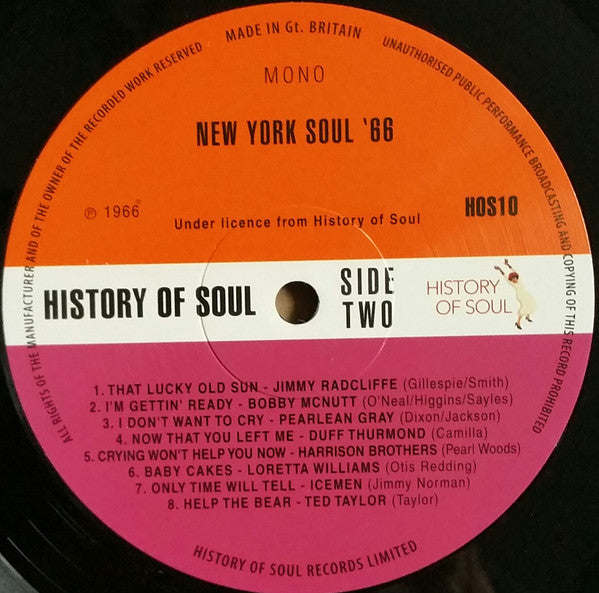 MADE IN Gt. BRITAIN
ALL RIGHTS OF THE MANUFACTURER AND OF THE OWNER OF THE RECORDED WORK RESERVED
UNAUTHORISED PUBLIC PERFORMANCE BROADCASTING AND COPYING OF THIS RECORD PROHIBITED
MONO
NEW YORK SOUL '66
℗ 1966
HOS10
Under licence from History of Soul
HISTORY OF SOUL
SIDE
TWO
HISTORY
OF SOUL
1. THAT LUCKY OLD SUN - JIMMY RADCLIFFE (Gillespie/Smith)
2. I'M GETTIN' READY - BOBBY MCNUTT (O'Neal/Higgins/Sayles)
3. I DON'T WANT TO CRY - PEARLEAN GRAY (Dixon/Jackson)
4. NOW THAT YOU LEFT ME - DUFF THURMOND (Camilla)
5. CRYING WON'T HELP YOU NOW - HARRISON BROTHERS (Pearl Woods)
6. BABY CAKES - LORETTA WILLIAMS (Otis Redding)
7. ONLY TIME WILL TELL - ICEMEN (Jimmy Norman)
8. HELP THE BEAR - TED TAYLOR (Taylor)
HISTORY OF SOUL RECORDS LIMITED